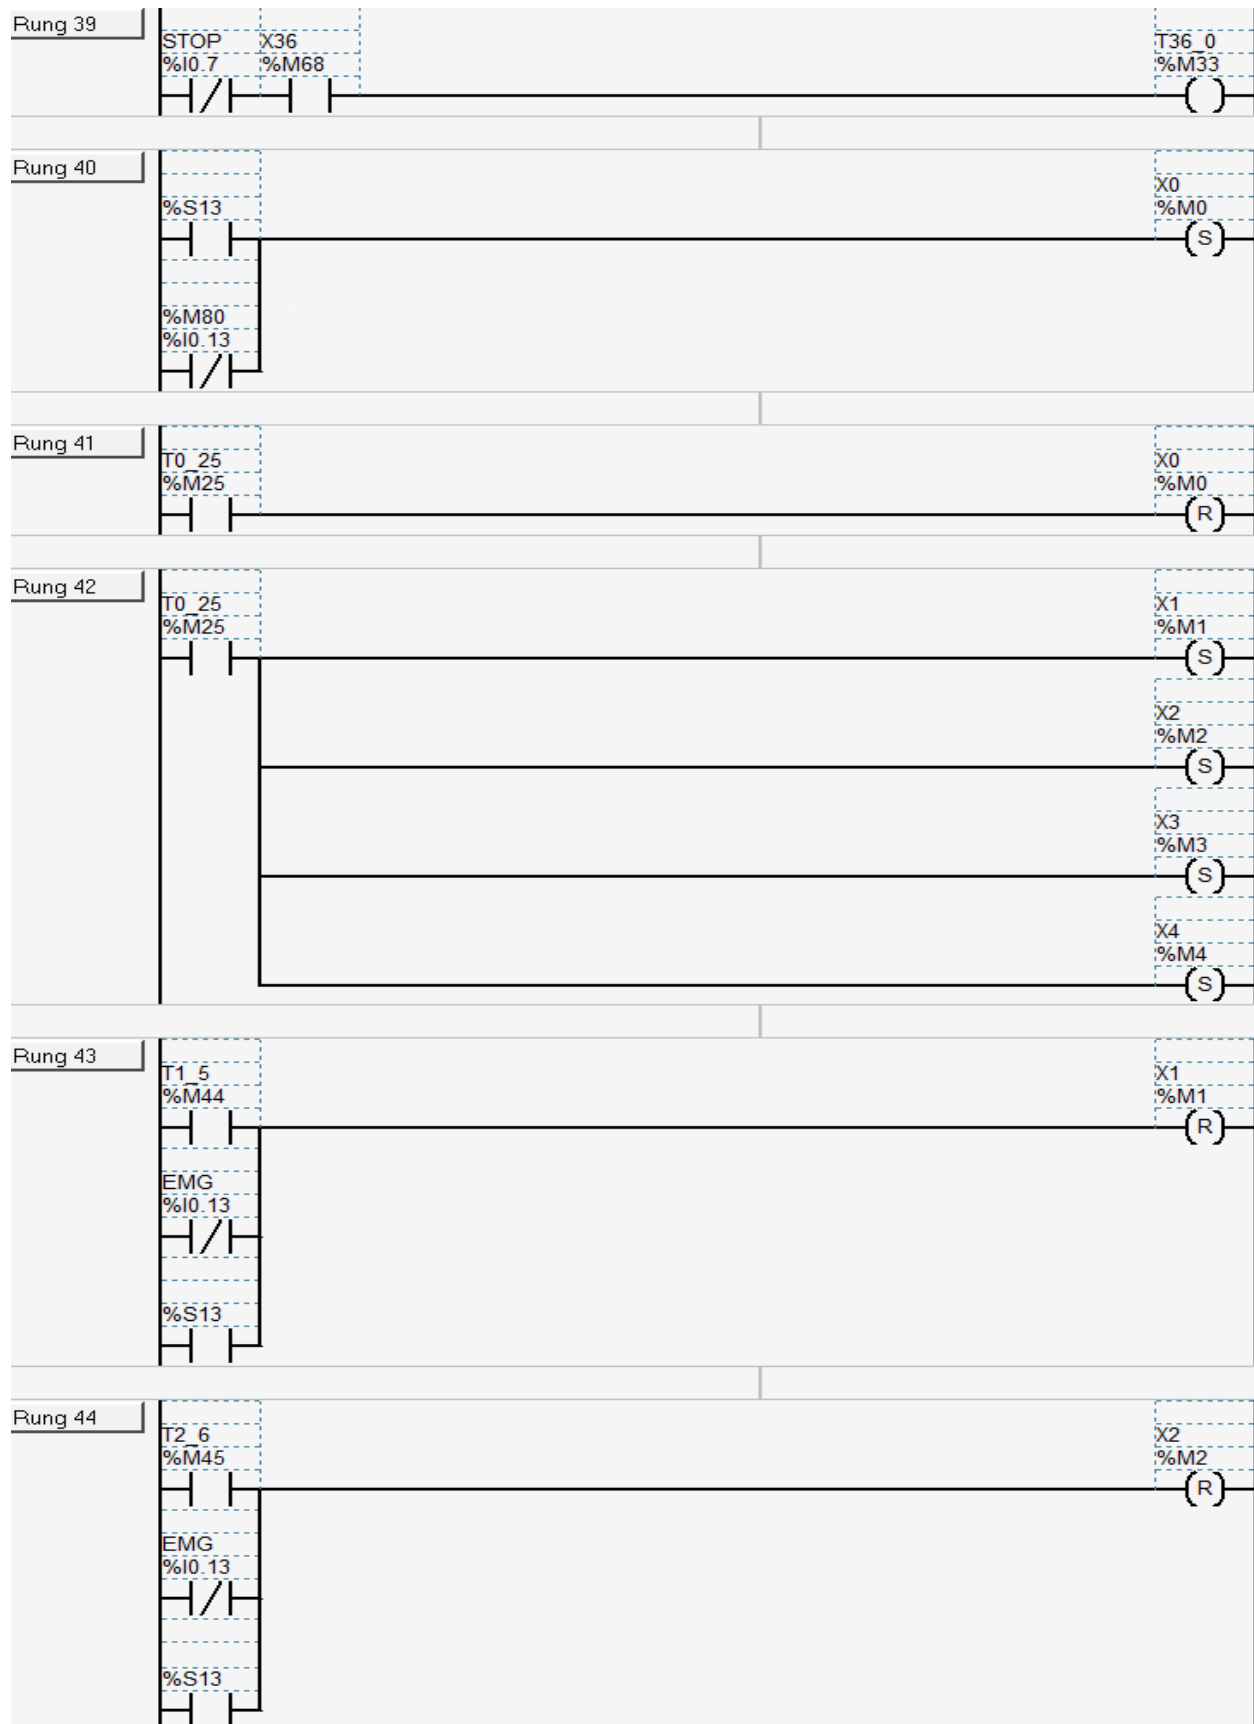 Rung 39
STOP X36 T36_0
%I0.7 %M68 %M33
Rung 40
X0
%S13 %M0
S
%M80
%I0.13
Rung 41
T0_25 X0
%M25 %M0
R
Rung 42
T0_25 X1
%M25 %M1
S
X2
%M2
S
X3
%M3
S
X4
%M4
S
Rung 43
T1_5 X1
%M44 %M1
R
EMG
%I0.13
%S13
Rung 44
T2_6 X2
%M45 %M2
R
EMG
%I0.13
%S13